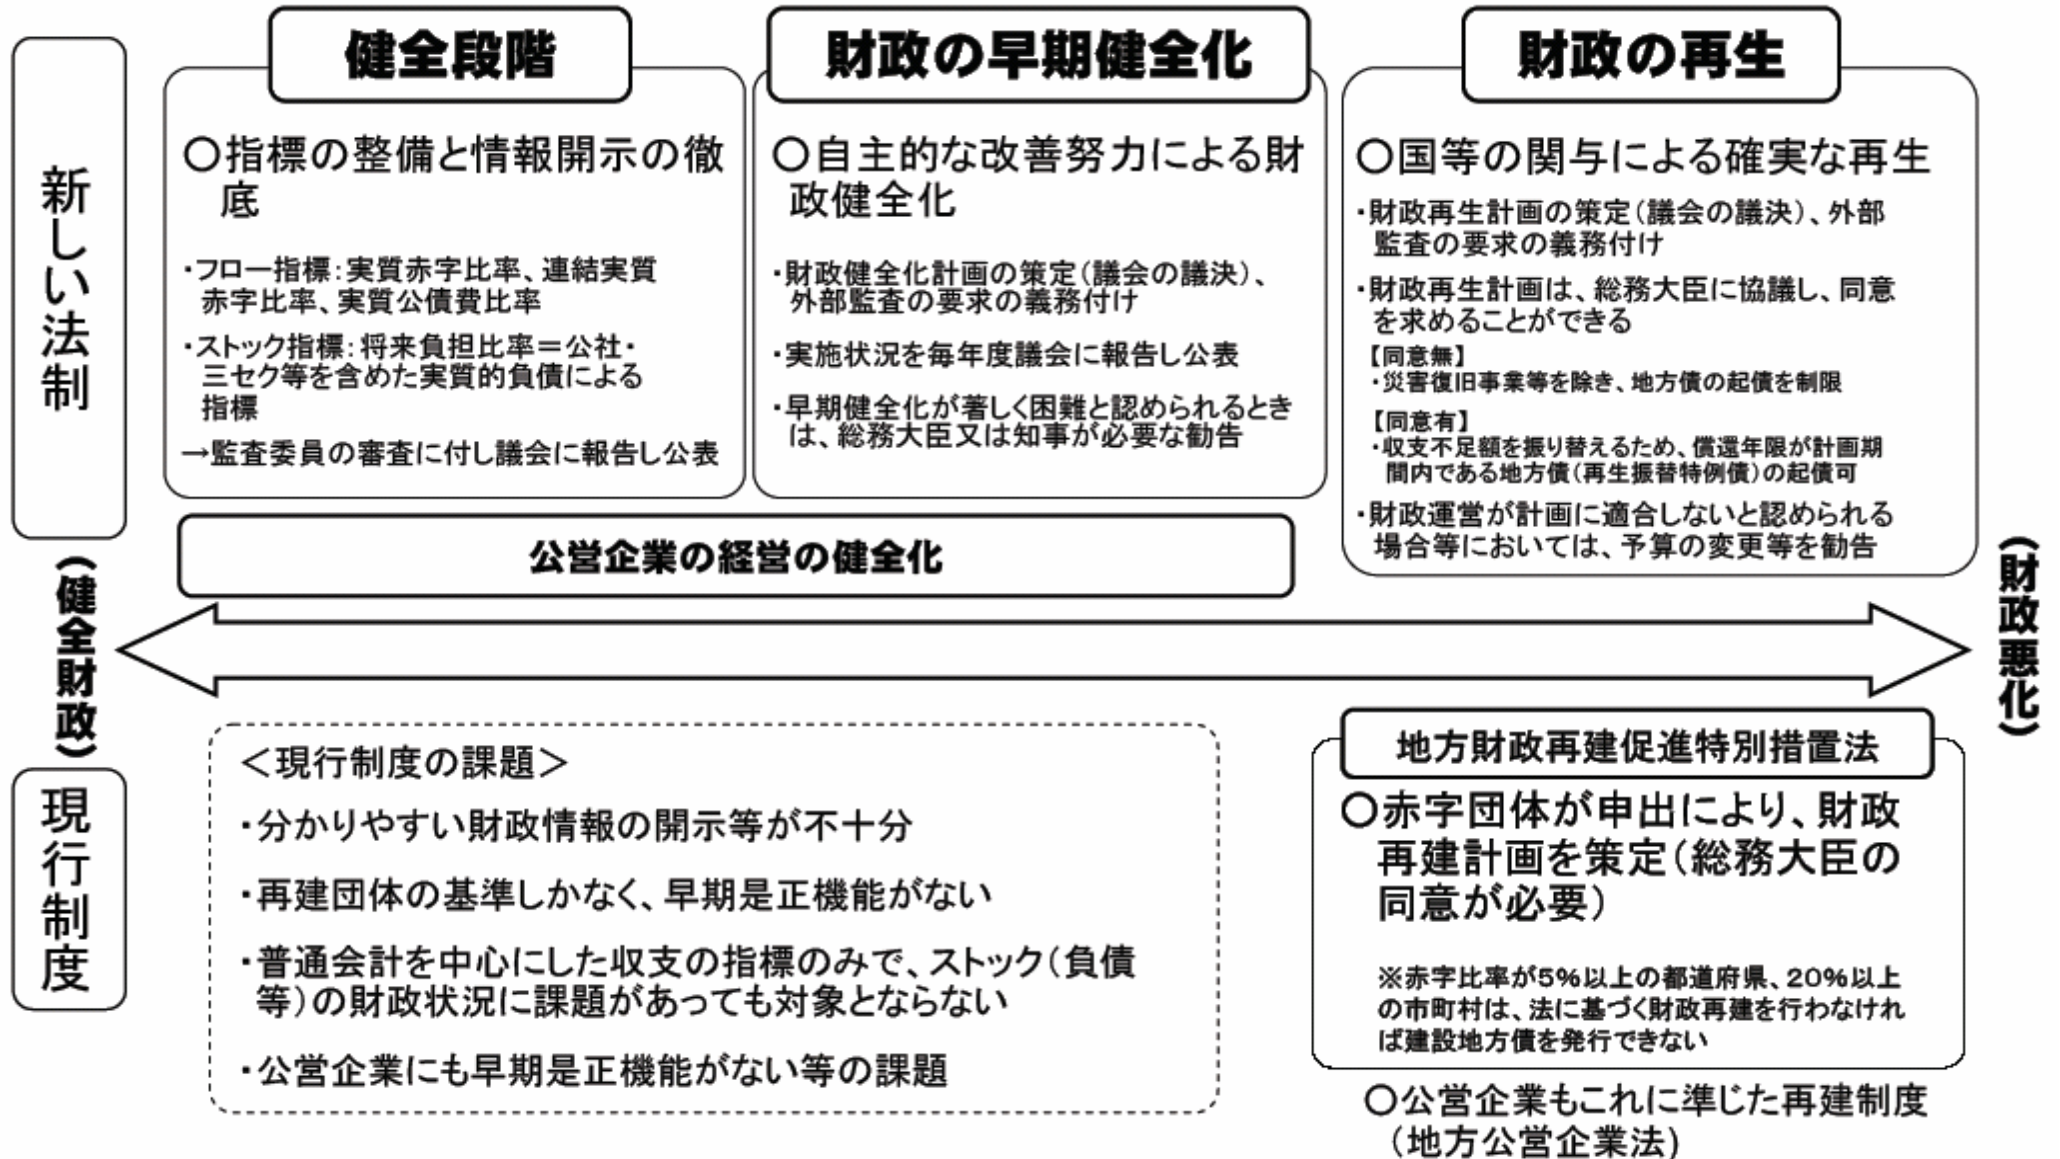 新しい法制
健全段階
〇指標の整備と情報開示の徹
底
・フロー指標：実質赤字比率、連結実質
赤字比率、実質公債費比率
・ストック指標：将来負担比率＝公社・
三セク等を含めた実質的負債による
指標
→監査委員の審査に付し議会に報告し公表
財政の早期健全化
〇自主的な改善努力による財
政健全化
・財政健全化計画の策定（議会の議決）、
外部監査の要求の義務付け
・実施状況を毎年度議会に報告し公表
・早期健全化が著しく困難と認められるとき
は、総務大臣又は知事が必要な勧告
財政の再生
〇国等の関与による確実な再生
・財政再生計画の策定（議会の議決）、外部
監査の要求の義務付け
・財政再生計画は、総務大臣に協議し、同意
を求めることができる
【同意無】
・災害復旧事業等を除き、地方債の起債を制限
【同意有】
・収支不足額を振り替えるため、償還年限が計画期
間内である地方債（再生振替特例債）の起債可
・財政運営が計画に適合しないと認められる
場合等においては、予算の変更等を勧告
公営企業の経営の健全化
（健全財政）
（財政悪化）
現行制度
＜現行制度の課題＞
・分かりやすい財政情報の開示等が不十分
・再建団体の基準しかなく、早期是正機能がない
・普通会計を中心にした収支の指標のみで、ストック（負債
等）の財政状況に課題があっても対象とならない
・公営企業にも早期是正機能がない等の課題
地方財政再建促進特別措置法
〇赤字団体が申出により、財政
再建計画を策定（総務大臣の
同意が必要）
※赤字比率が5%以上の都道府県、20%以上
の市町村は、法に基づく財政再建を行わなけれ
ば建設地方債を発行できない
〇公営企業もこれに準じた再建制度
（地方公営企業法）